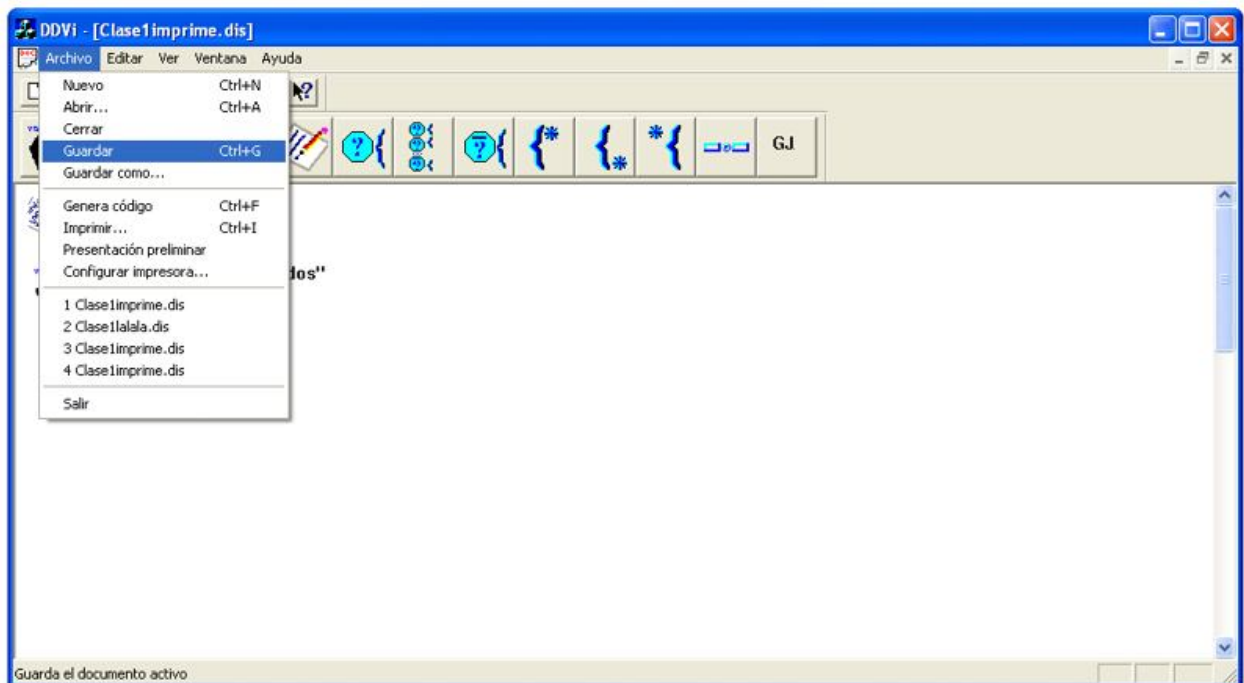 DDVi - [Clase1imprime.dis]
Archivo Editar Ver Ventana Ayuda
Nuevo Ctrl+N
Abrir... Ctrl+A
Cerrar
Guardar Ctrl+G
Guardar como...
Genera código Ctrl+F
Imprimir... Ctrl+I
Presentación preliminar
Configurar impresora...
1 Clase1imprime.dis
2 Clase1lalala.dis
3 Clase1imprime.dis
4 Clase1imprime.dis
Salir
GJ
dos"
Guarda el documento activo